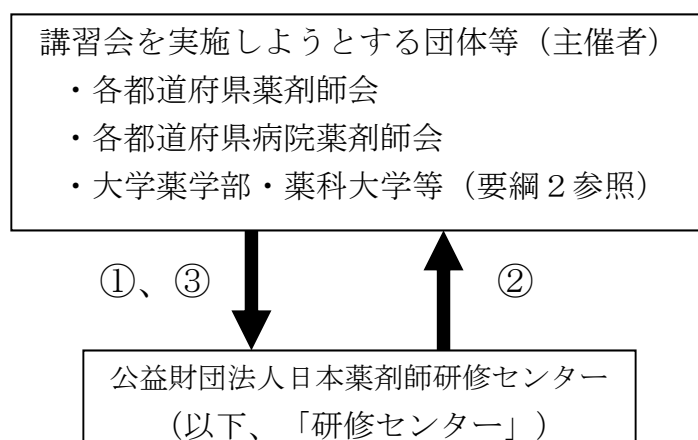 講習会を実施しようとする団体等（主催者）
・各都道府県薬剤師会
・各都道府県病院薬剤師会
・大学薬学部・薬科大学等（要綱２参照）
①、③
②
公益財団法人日本薬剤師研修センター
（以下、「研修センター」）